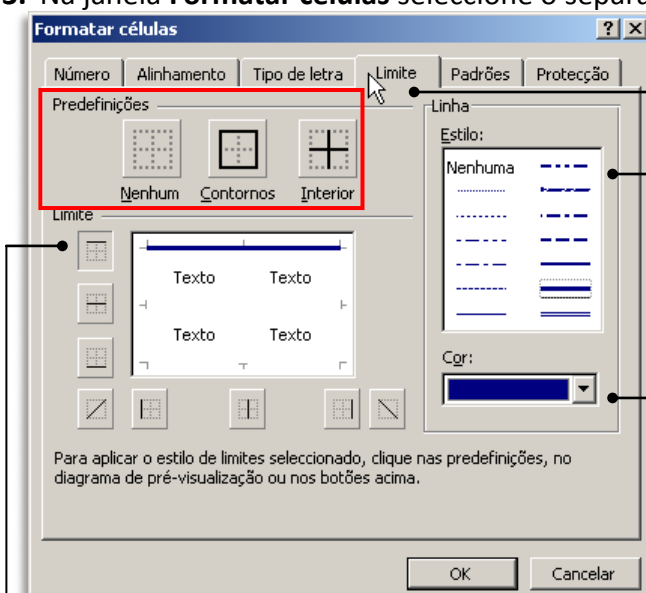 3. Na janela Formatar células seleccione o separa
Formatar células
Número Alinhamento Tipo de letra Limite Padrões Protecção
Predefinições
Nenhum Contornos Interior
Linha
Estilo:
Nenhuma
Limite
Texto Texto
Texto Texto
Cor:
Para aplicar o estilo de limites seleccionado, clique nas predefinições, no
diagrama de pré-visualização ou nos botões acima.
OK Cancelar